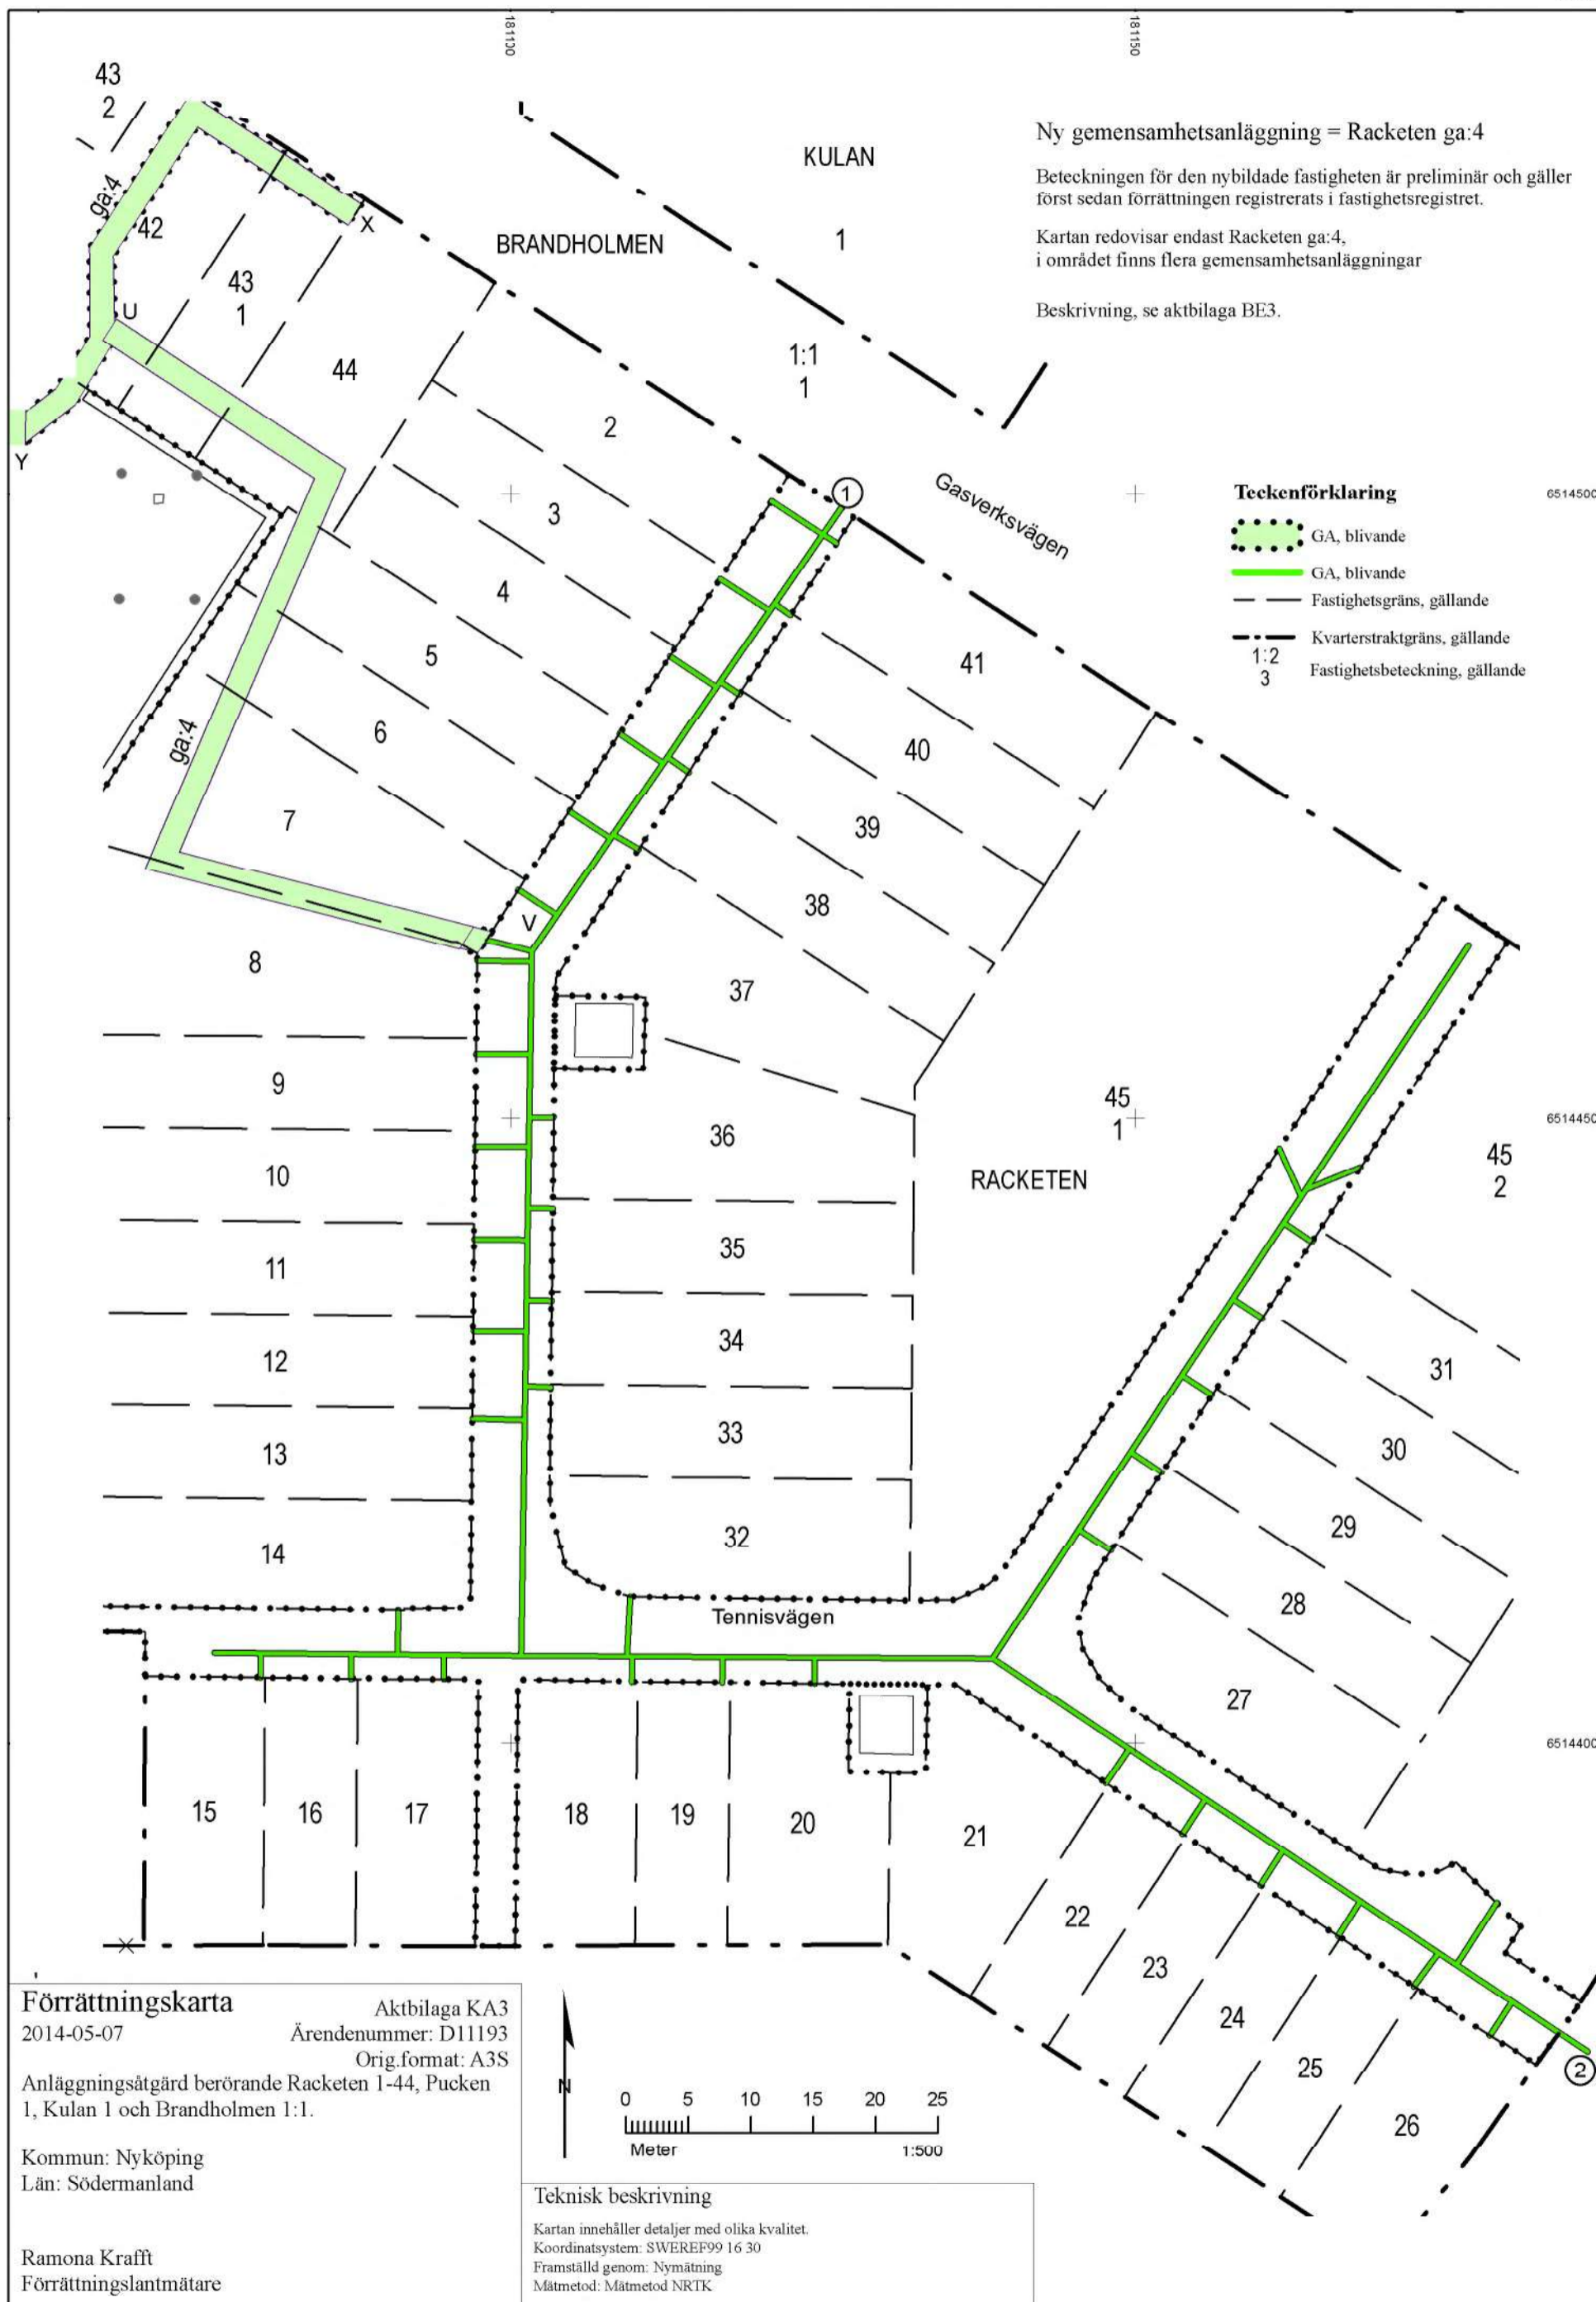 181100
181150
43
2
KULAN
Ny gemensamhetsanläggning = Racketen ga:4
Beteckningen för den nybildade fastigheten är preliminär och gäller
först sedan förrättningen registrerats i fastighetsregistret.
Kartan redovisar endast Racketen ga:4,
i området finns flera gemensamhetsanläggningar
Beskrivning, se aktbilaga BE3.
ga:4
42
X
BRANDHOLMEN
1
43
1
U
44
1:1
1
2
Y
3
1
Gasverksvägen
Teckenförklaring
6514500
GA, blivande
GA, blivande
Fastighetsgräns, gällande
Kvarterstraktgräns, gällande
1:2
3
Fastighetsbeteckning, gällande
4
5
41
6
ga:4
40
7
39
38
V
8
37
9
45
1
6514450
36
10
RACKETEN
45
2
35
11
34
12
31
33
13
30
32
14
29
28
Tennisvägen
27
6514400
15
16
17
18
19
20
21
22
23
24
25
26
2
Förrättningskarta
2014-05-07
Aktbilaga KA3
Ärendenummer: D11193
Orig.format: A3S
Anläggningsåtgärd berörande Racketen 1-44, Pucken
1, Kulan 1 och Brandholmen 1:1.
Kommun: Nyköping
Län: Södermanland
Ramona Krafft
Förrättningslantmätare
N
0 5 10 15 20 25
Meter 1:500
Teknisk beskrivning
Kartan innehåller detaljer med olika kvalitet.
Koordinatsystem: SWEREF99 16 30
Framställd genom: Nymätning
Mätmetod: Mätmetod NRTK